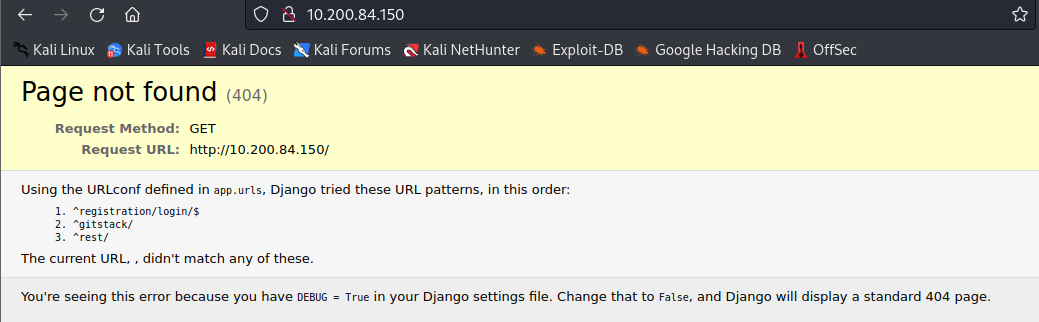 10.200.84.150
Kali Linux Kali Tools Kali Docs Kali Forums Kali NetHunter Exploit-DB Google Hacking DB OffSec
Page not found (404)
Request Method: GET
Request URL: http://10.200.84.150/
Using the URLconf defined in app.urls, Django tried these URL patterns, in this order:
1. ^registration/login/$
2. ^gitstack/
3. ^rest/
The current URL, , didn't match any of these.
You're seeing this error because you have DEBUG = True in your Django settings file. Change that to False, and Django will display a standard 404 page.